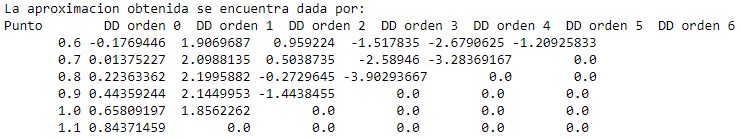 La aproximacion obtenida se encuentra dada por:
Punto DD orden 0 DD orden 1 DD orden 2 DD orden 3 DD orden 4 DD orden 5 DD orden 6
0.6 -0.1769446 1.9069687 0.959224 -1.517835 -2.6790625 -1.20925833
0.7 0.01375227 2.0988135 0.5038735 -2.58946 -3.28369167 0.0
0.8 0.22363362 2.1995882 -0.2729645 -3.90293667 0.0 0.0
0.9 0.44359244 2.1449953 -1.4438455 0.0 0.0 0.0
1.0 0.65809197 1.8562262 0.0 0.0 0.0 0.0
1.1 0.84371459 0.0 0.0 0.0 0.0 0.0